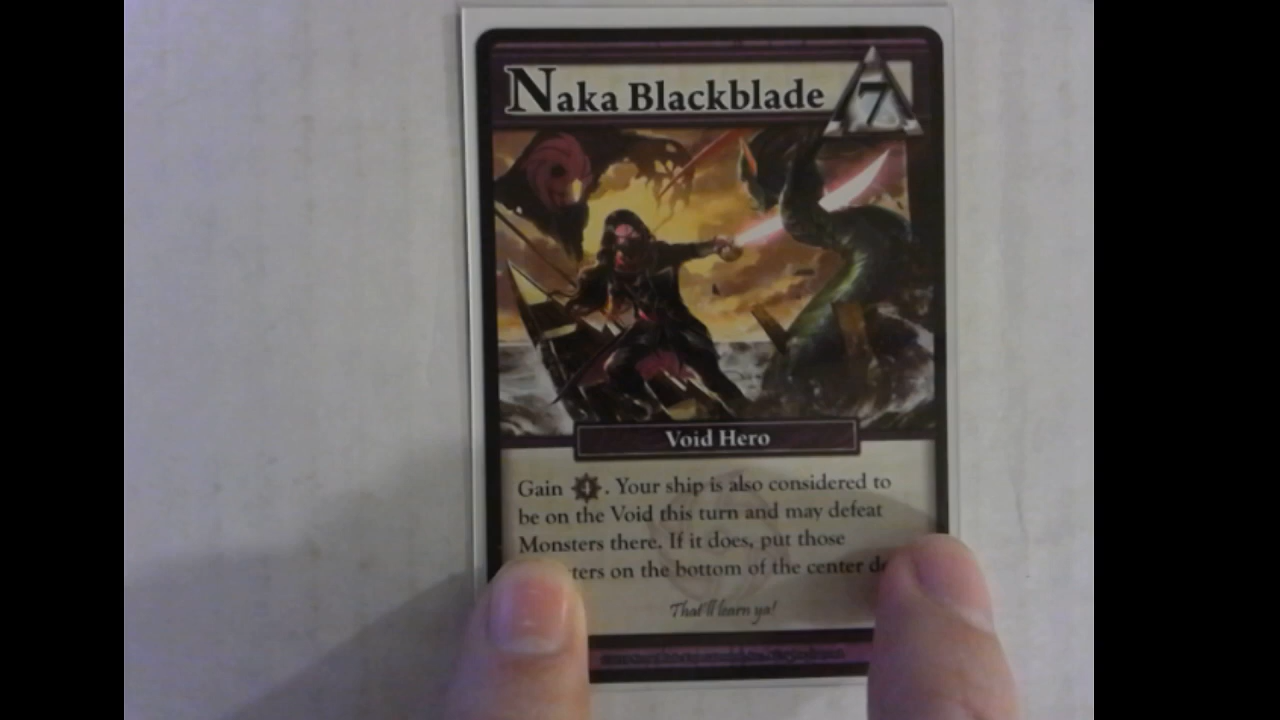 Naka Blackblade
7
Void Hero
Gain 4. Your ship is also considered to
be on the Void this turn and may defeat
Monsters there. If it does, put those
ters on the bottom of the center de
That'll learn ya!